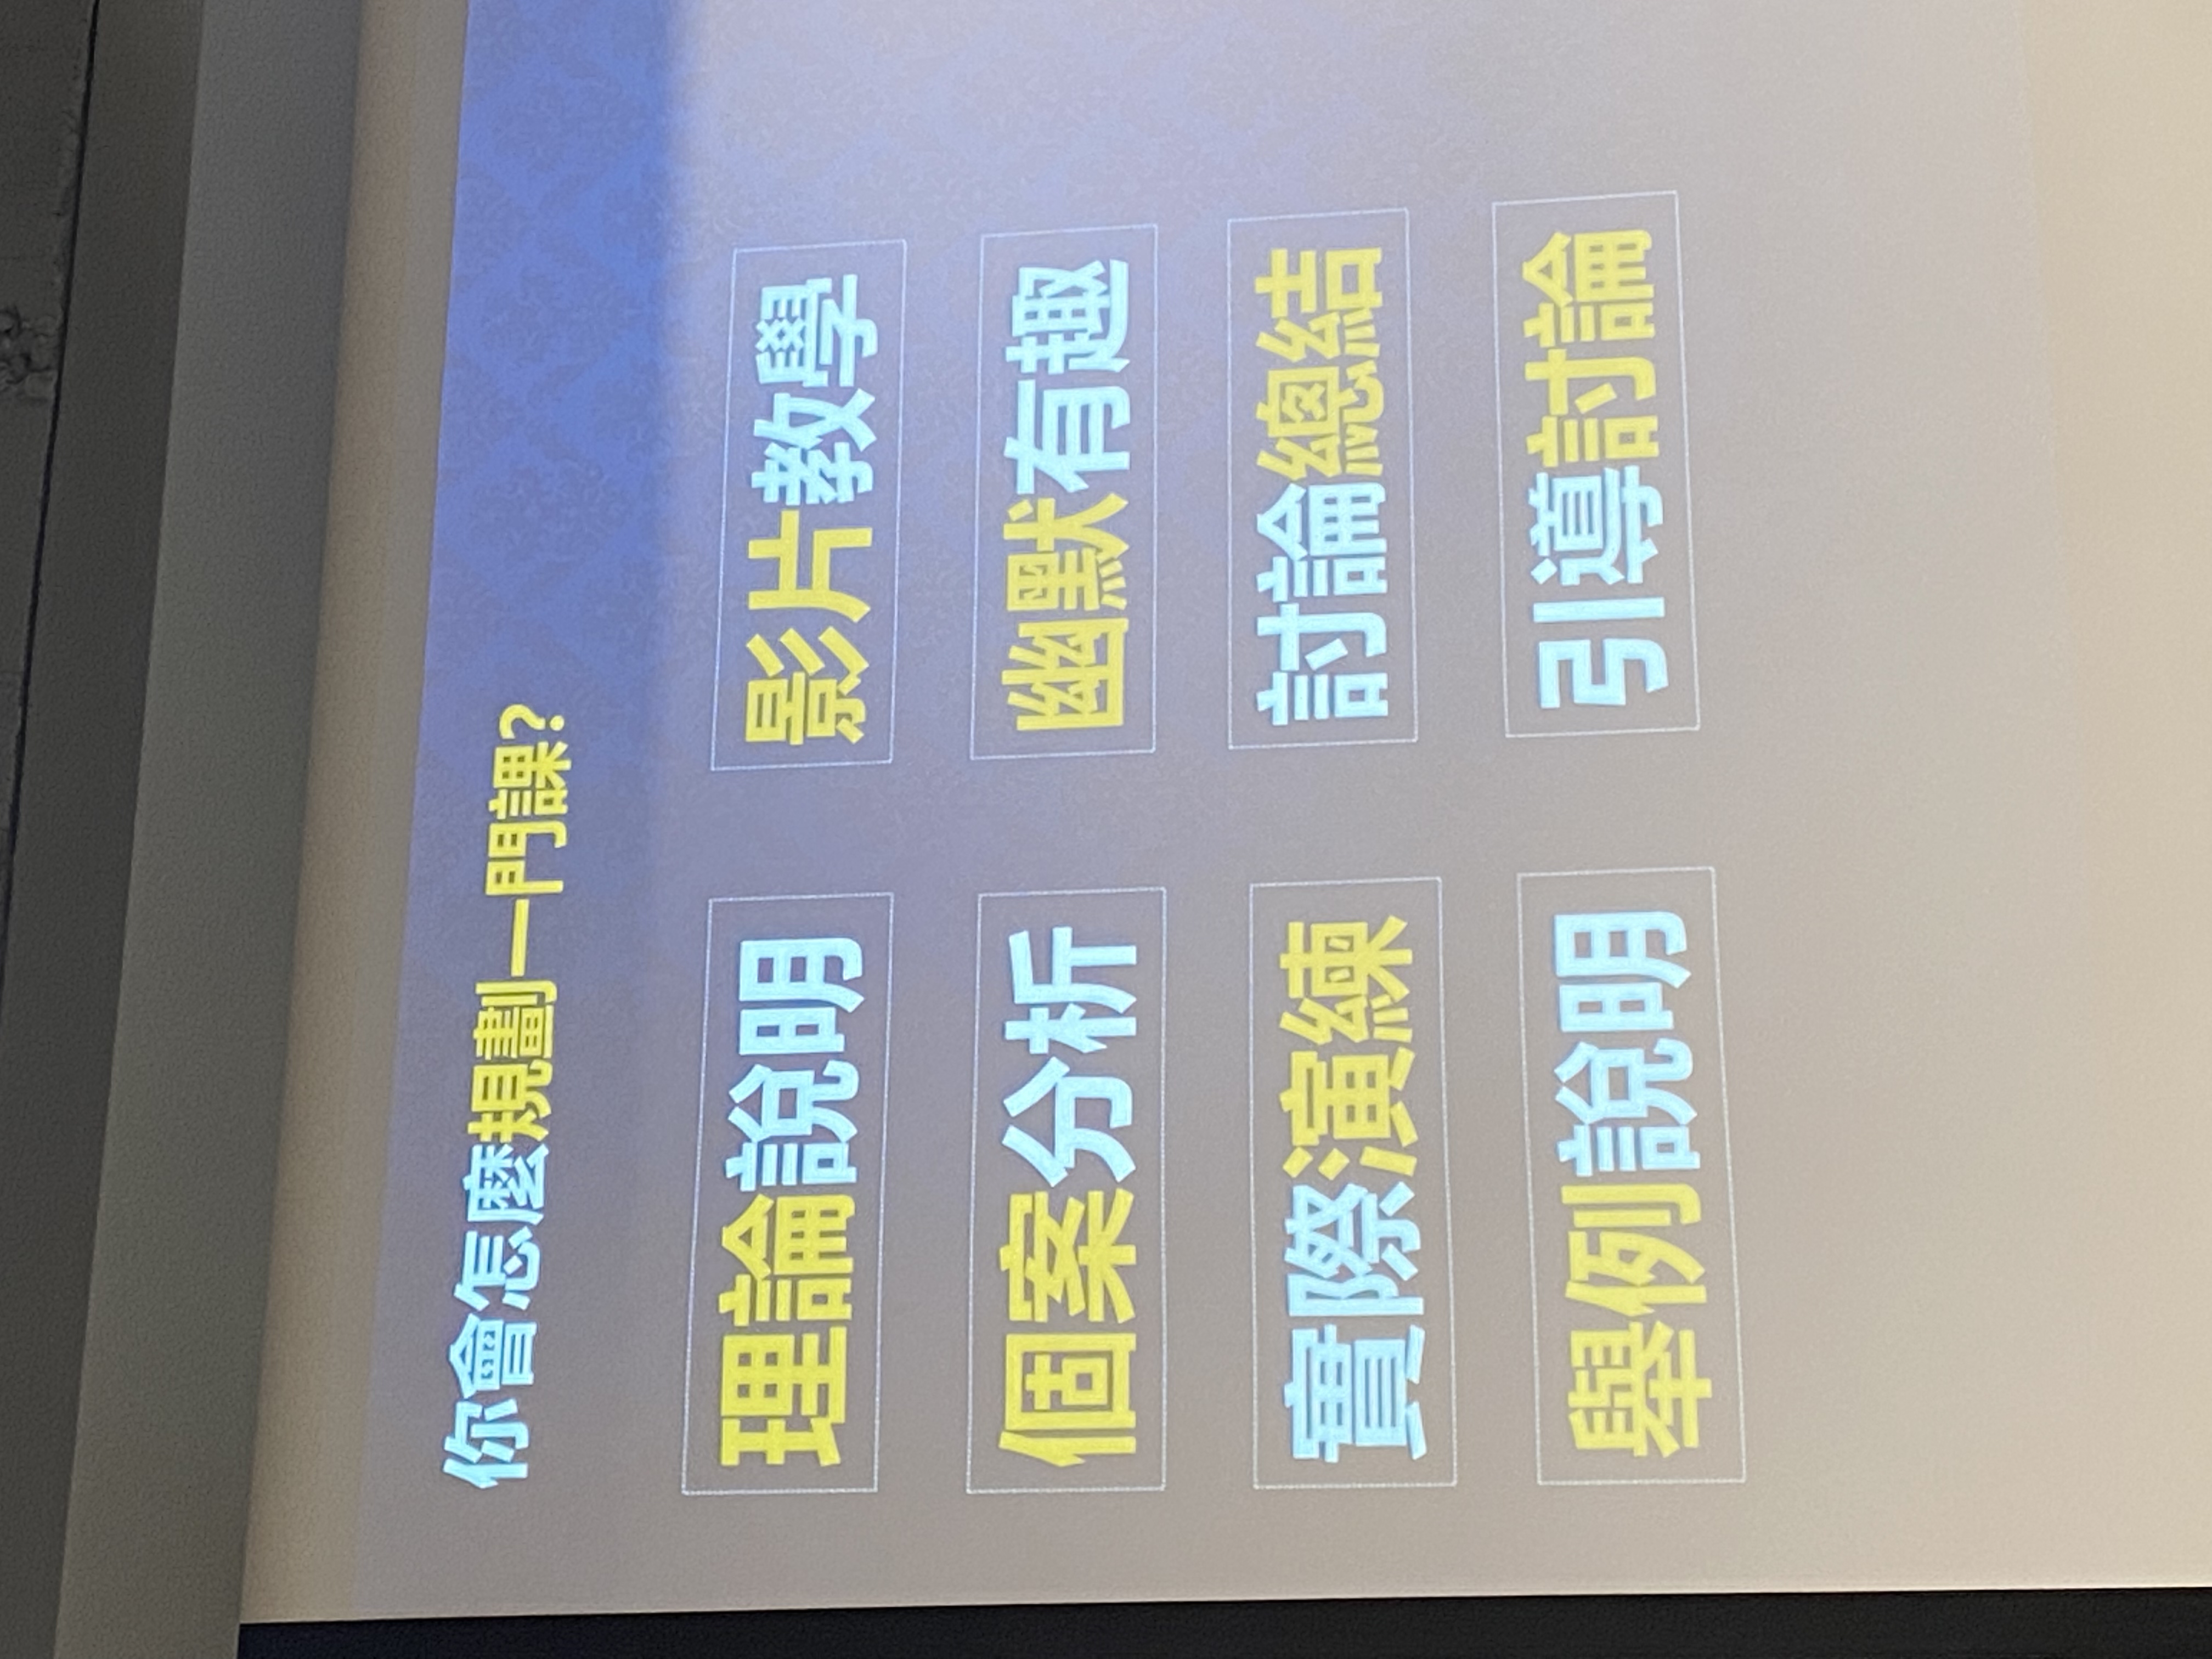 你會怎麼規劃一門課?
理論說明
影片教學
個案分析
幽默有趣
實際演練
討論總結
舉例說明
引導討論